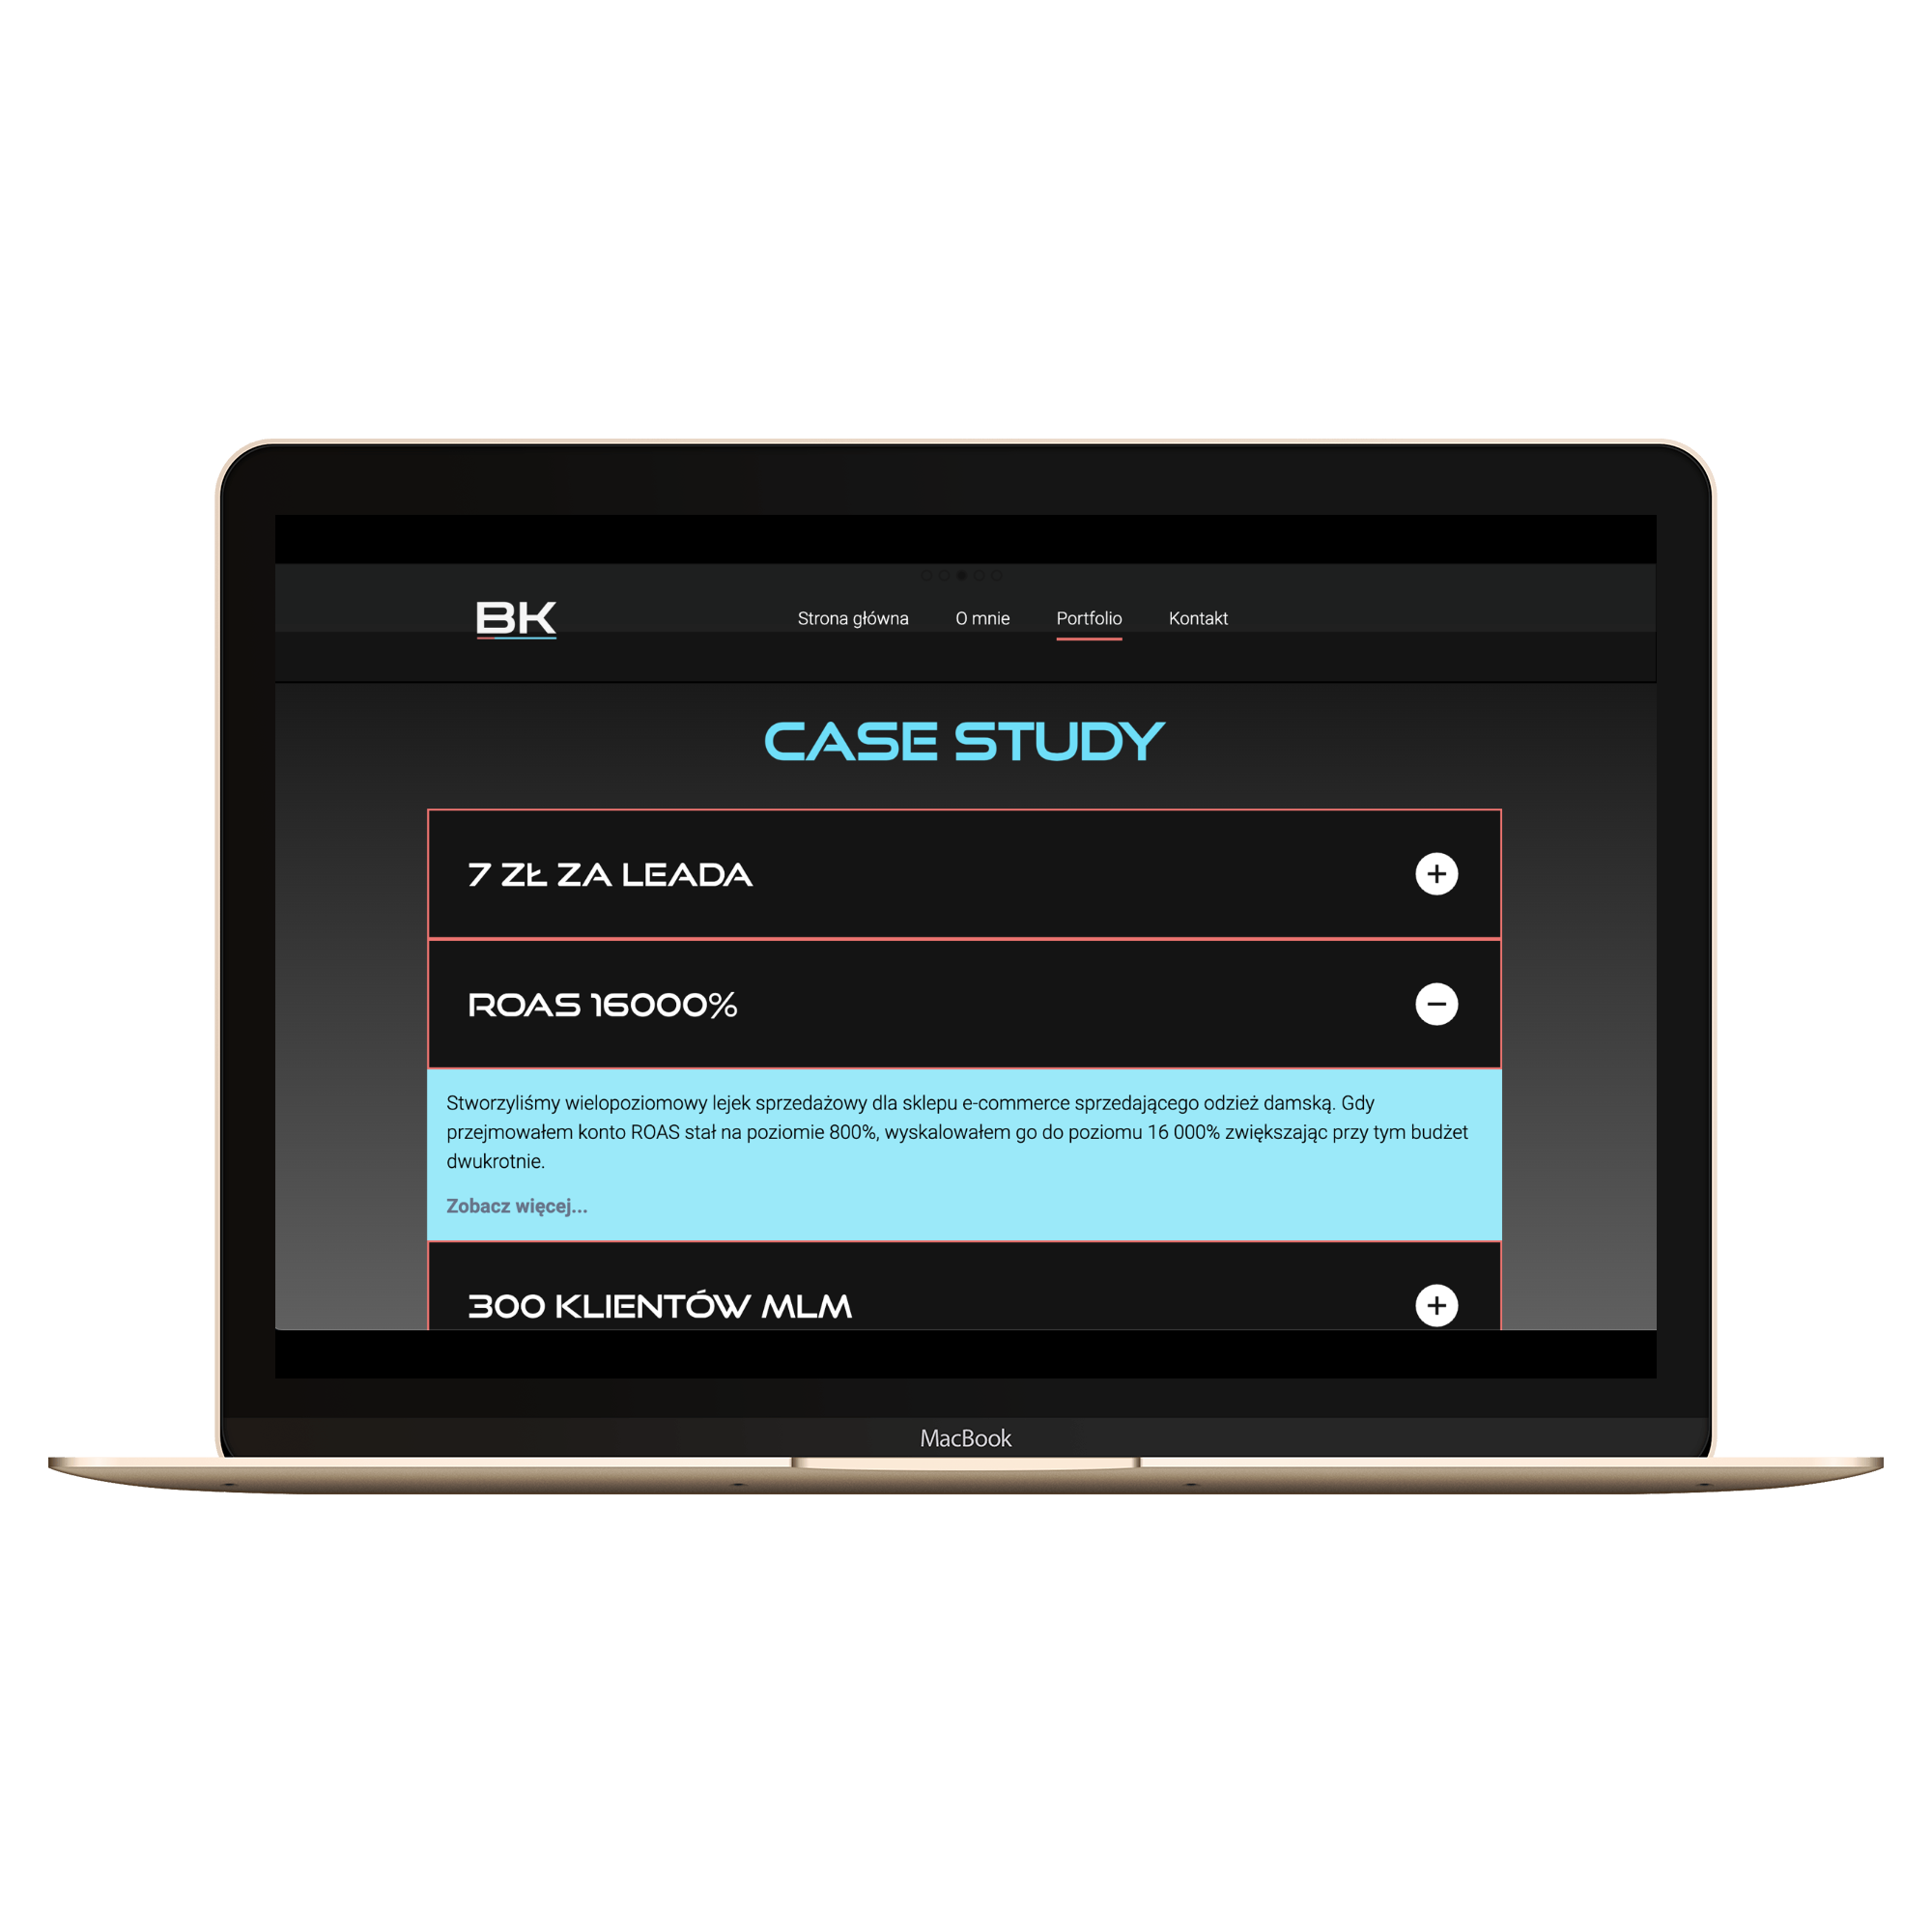 BK
Strona główna O mnie Portfolio Kontakt
CASE STUDY
7 ZŁ ZA LEADA
ROAS 16000%
Stworzyliśmy wielopoziomowy lejek sprzedażowy dla sklepu e-commerce sprzedającego odzież damską. Gdy
przejmowałem konto ROAS stał na poziomie 800%, wyskalowałem go do poziomu 16 000% zwiększając przy tym budżet
dwukrotnie.
Zobacz więcej...
300 KLIENTÓW MLM
MacBook